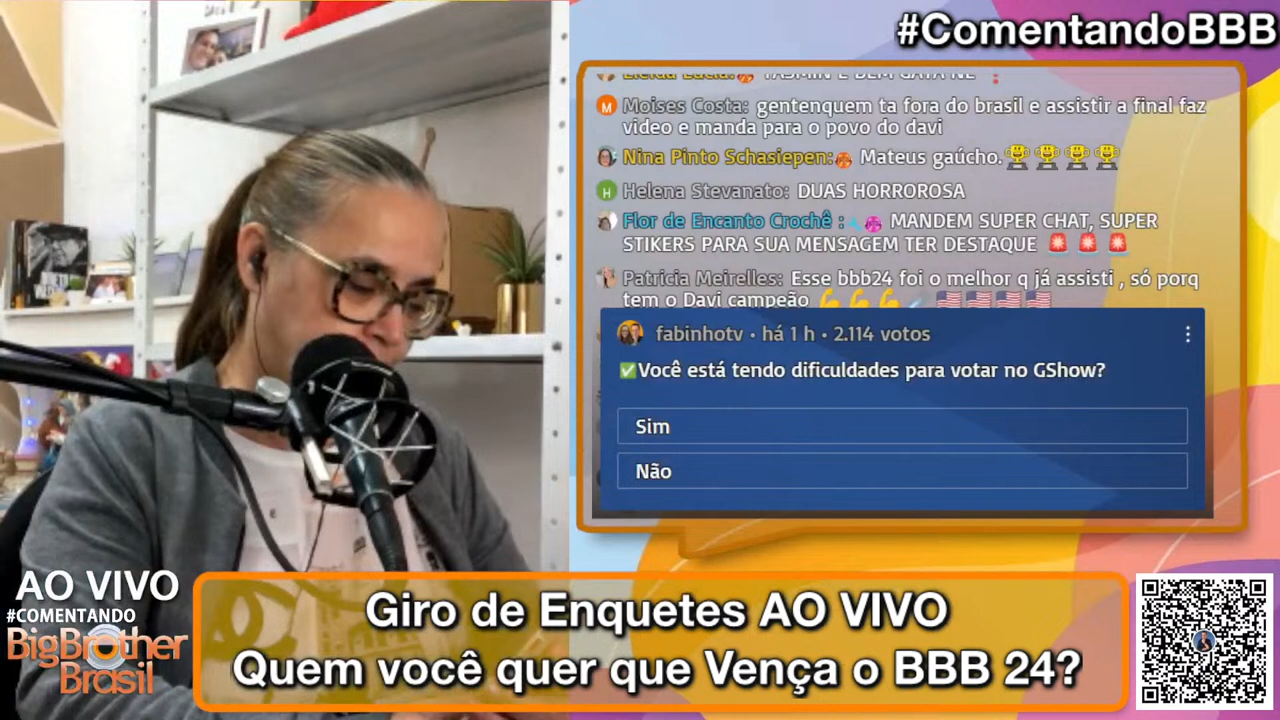 #ComentandoBBB
Moises Costa: gentenquem ta fora do brasil e assistir a final faz
video e manda para o povo do davi
Nina Pinto Schasiepen: Mateus gaúcho.🏆🏆🏆🏆
H Helena Stevanato: DUAS HORROROSA
Flor de Encanto Crochê : MANDEM SUPER CHAT, SUPER
STIKERS PARA SUA MENSAGEM TER DESTAQUE 🚨 🚨 🚨
Patricia Meirelles: Esse bbb24 foi o melhor q já assisti , só porq
tem o Davi campeão 💪 💪 💪
fabinhotv • há 1 h • 2.114 votos
✅Você está tendo dificuldades para votar no GShow?
Sim
Não
AO VIVO
#COMENTANDO
BigBrother
Brasil
Giro de Enquetes AO VIVO
Quem você quer que Vença o BBB 24?